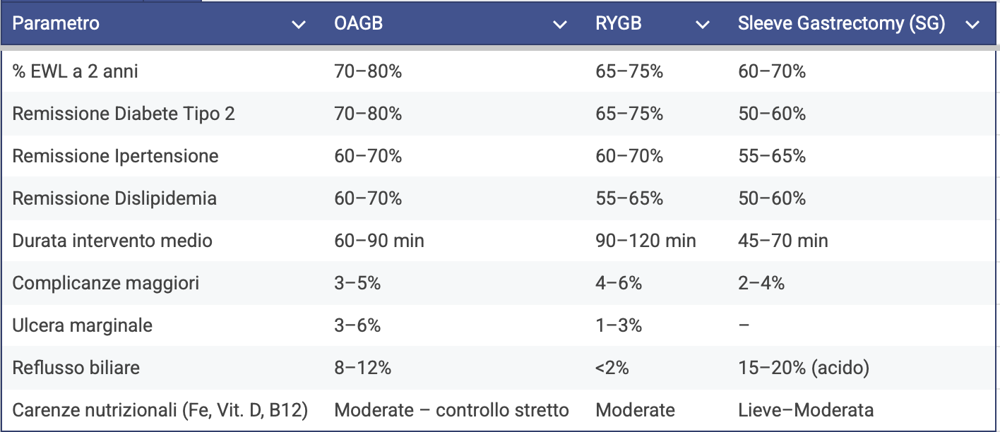 Parametro OAGB RYGB Sleeve Gastrectomy (SG)
% EWL a 2 anni 70–80% 65–75% 60–70%
Remissione Diabete Tipo 2 70–80% 65–75% 50–60%
Remissione Ipertensione 60–70% 60–70% 55–65%
Remissione Dislipidemia 60–70% 55–65% 50–60%
Durata intervento medio 60–90 min 90–120 min 45–70 min
Complicanze maggiori 3–5% 4–6% 2–4%
Ulcera marginale 3–6% 1–3% –
Reflusso biliare 8–12% <2% 15–20% (acido)
Carenze nutrizionali (Fe, Vit. D, B12) Moderate – controllo stretto Moderate Lieve–Moderata